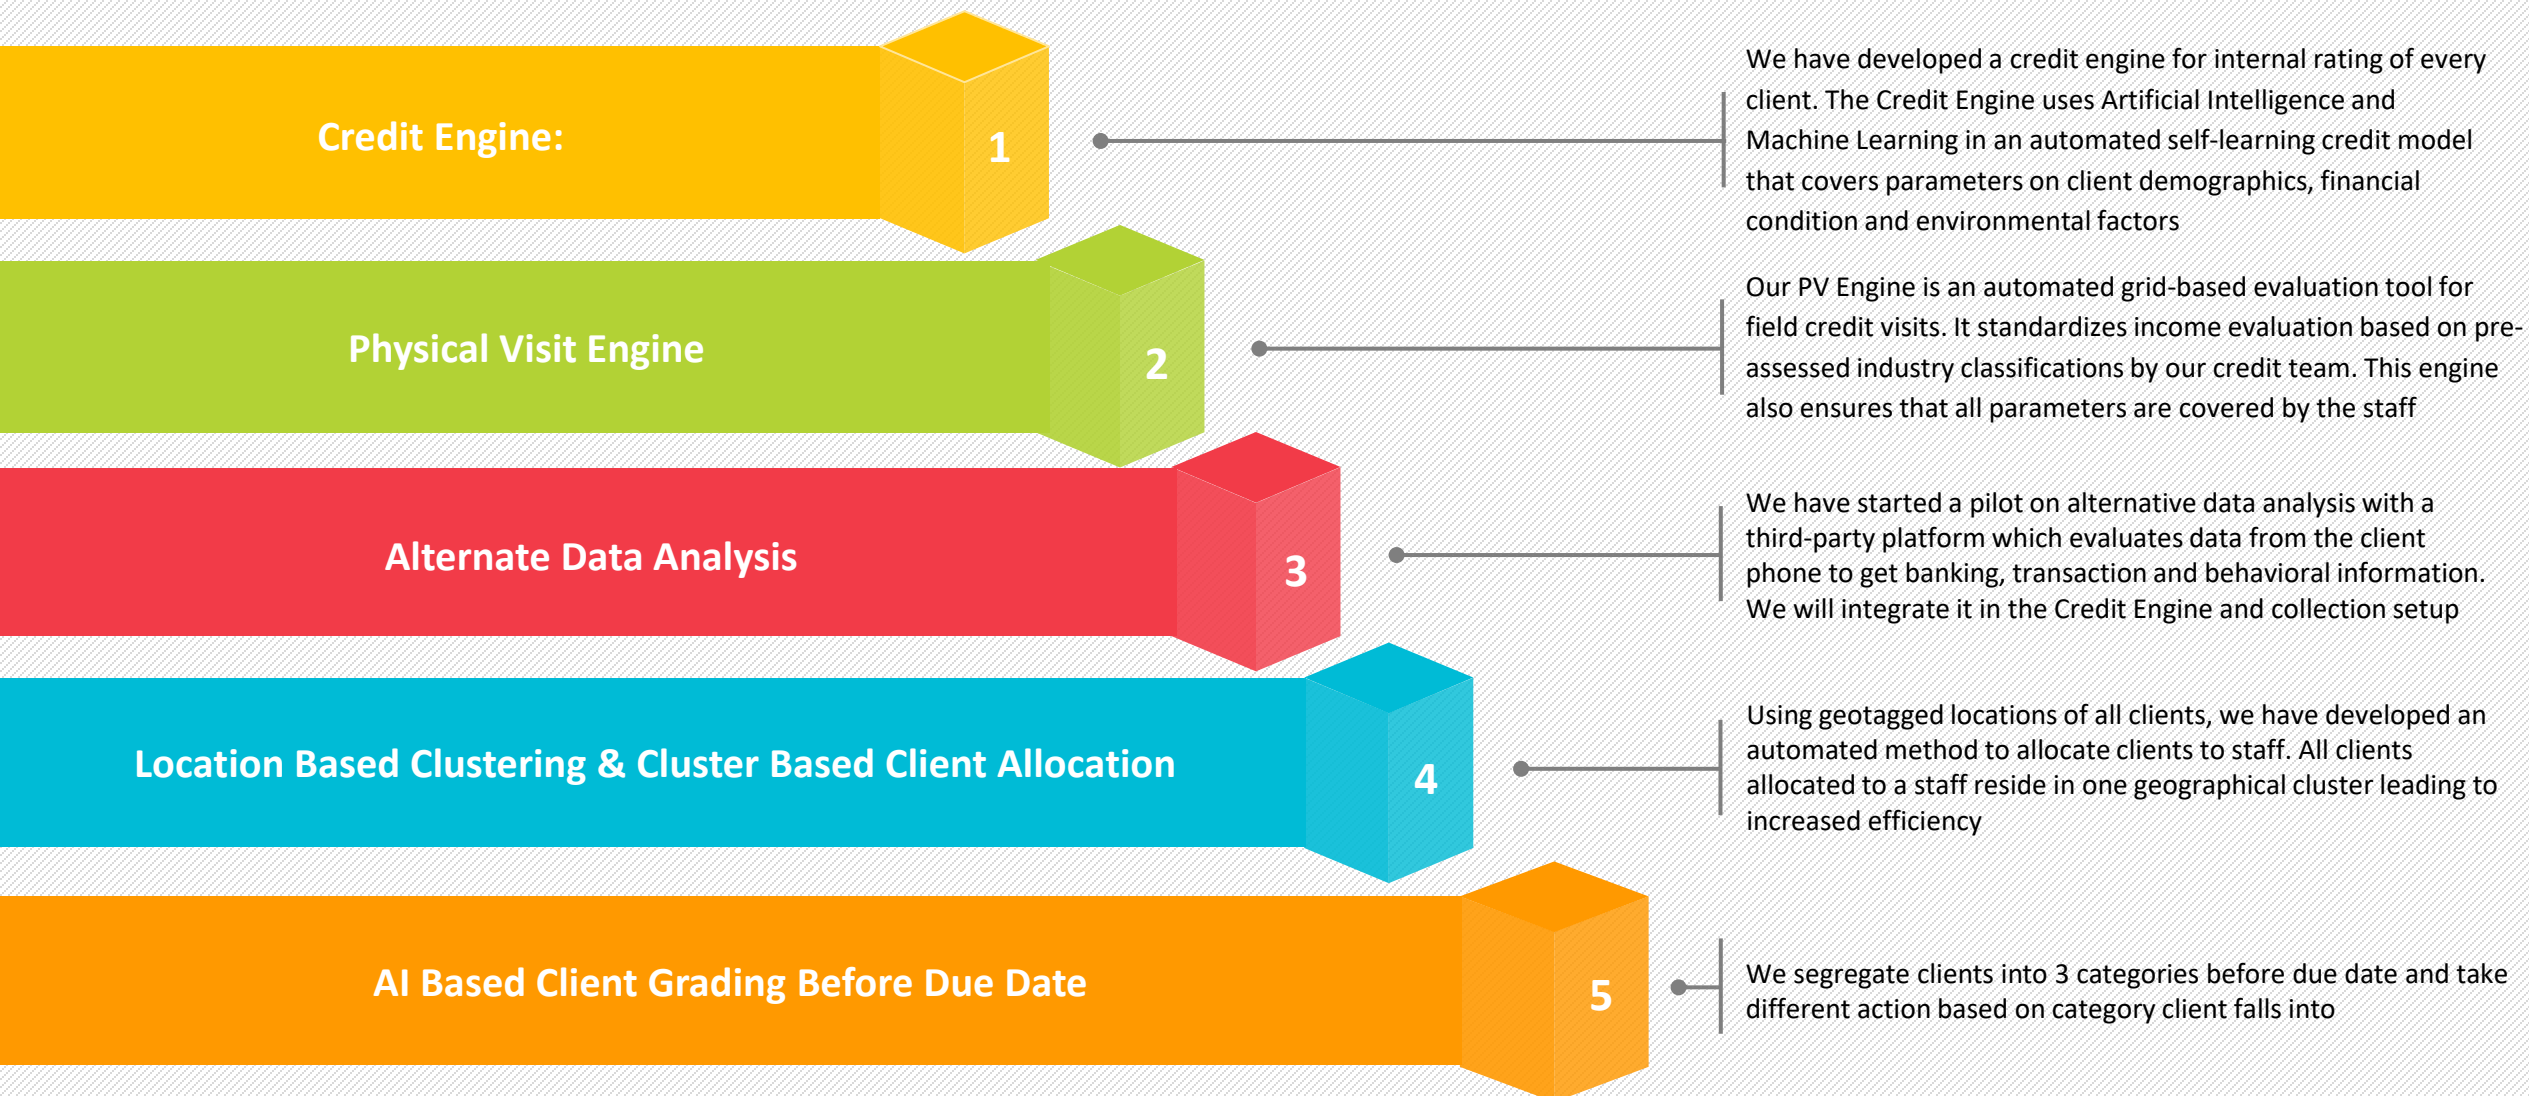 Credit Engine:
1
We have developed a credit engine for internal rating of every
client. The Credit Engine uses Artificial Intelligence and
Machine Learning in an automated self-learning credit model
that covers parameters on client demographics, financial
condition and environmental factors
Physical Visit Engine
2
Our PV Engine is an automated grid-based evaluation tool for
field credit visits. It standardizes income evaluation based on pre-
assessed industry classifications by our credit team. This engine
also ensures that all parameters are covered by the staff
Alternate Data Analysis
3
We have started a pilot on alternative data analysis with a
third-party platform which evaluates data from the client
phone to get banking, transaction and behavioral information.
We will integrate it in the Credit Engine and collection setup
Location Based Clustering & Cluster Based Client Allocation
4
Using geotagged locations of all clients, we have developed an
automated method to allocate clients to staff. All clients
allocated to a staff reside in one geographical cluster leading to
increased efficiency
AI Based Client Grading Before Due Date
5
We segregate clients into 3 categories before due date and take
different action based on category client falls into